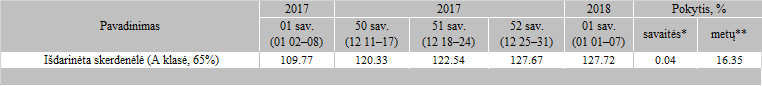 Pavadinimas 2017 2017 2018 Pokytis, %
01 sav. (01 02–08) 50 sav. (12 11–17) 51 sav. (12 18–24) 52 sav. (12 25–31) 01 sav. (01 01–07) savaitės* metų**
Išdarinėta skerdenėlė (A klasė, 65%) 109.77 120.33 122.54 127.67 127.72 0.04 16.35